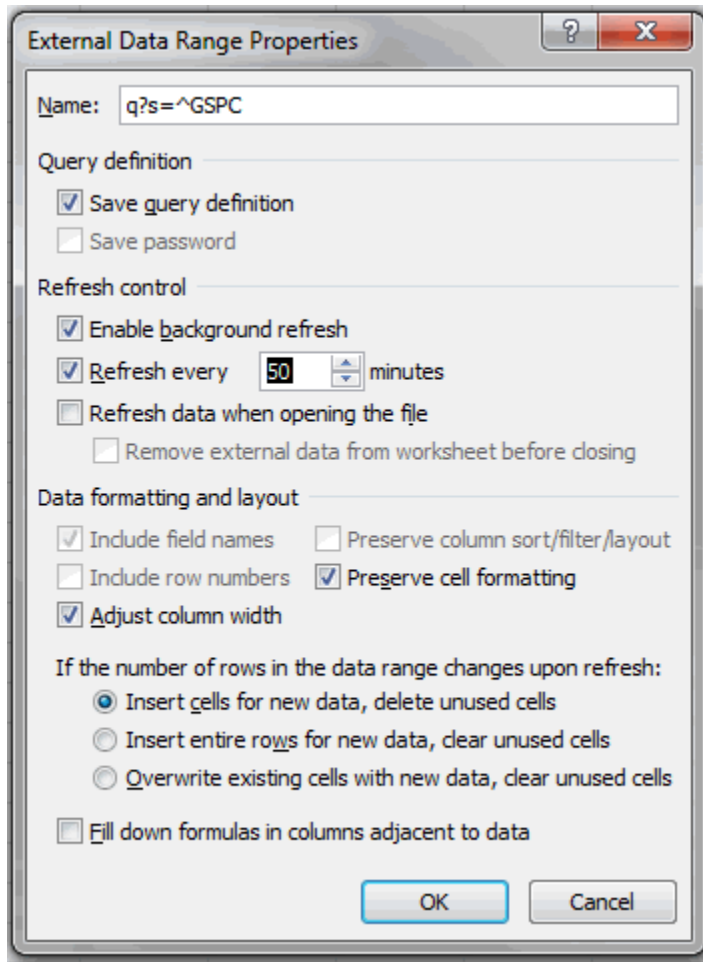 External Data Range Properties
Name: q?s=^GSPC
Query definition
Save query definition
Save password
Refresh control
Enable background refresh
Refresh every 50 minutes
Refresh data when opening the file
Remove external data from worksheet before closing
Data formatting and layout
Include field names Preserve column sort/filter/layout
Include row numbers Preserve cell formatting
Adjust column width
If the number of rows in the data range changes upon refresh:
Insert cells for new data, delete unused cells
Insert entire rows for new data, clear unused cells
Overwrite existing cells with new data, clear unused cells
Fill down formulas in columns adjacent to data
OK Cancel